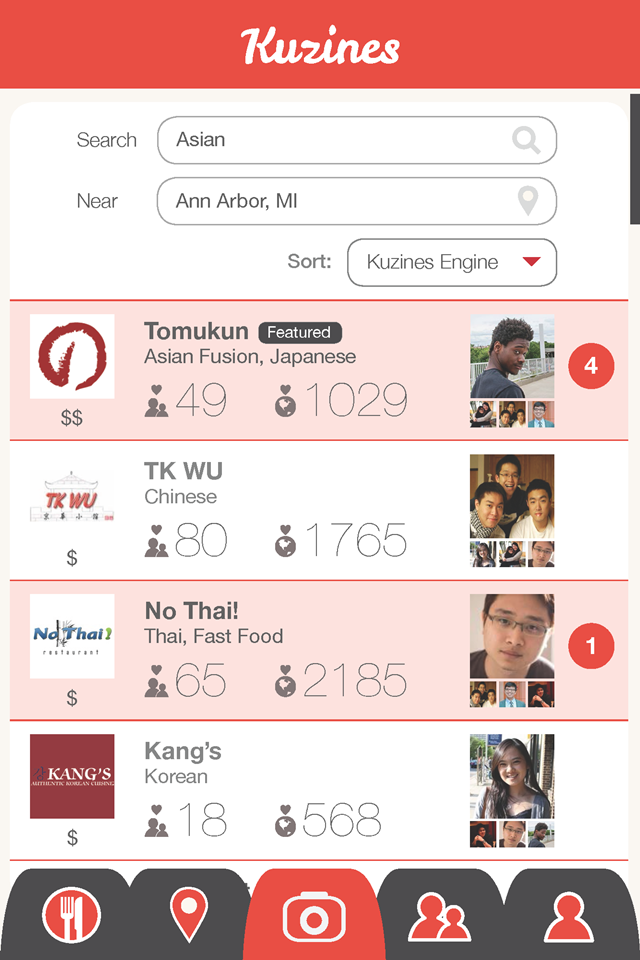 Kuzines
Search Asian
Near Ann Arbor, MI
Sort: Kuzines Engine
Tomukun Featured
Asian Fusion, Japanese
49 1029
$$
4
TK WU
TK WU
Chinese
80 1765
$
No Thai!
restaurant
No Thai!
Thai, Fast Food
65 2185
$
1
KANG'S
AUTHENTIC KOREAN CUISINE
Kang's
Korean
18 568
$